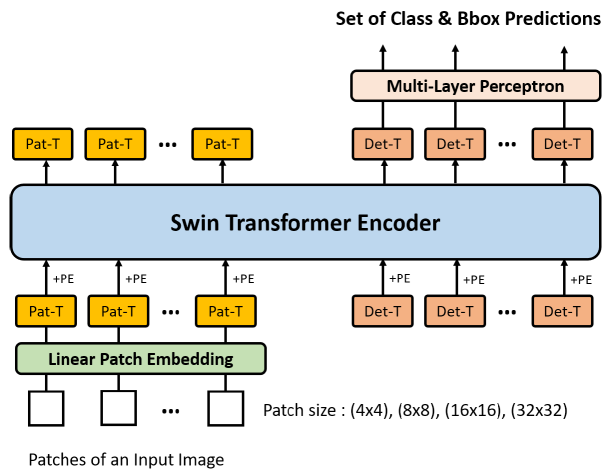 Set of Class & Bbox Predictions
Multi-Layer Perceptron
Pat-T Pat-T ••• Pat-T Det-T Det-T ••• Det-T
Swin Transformer Encoder
+PE +PE +PE +PE +PE +PE
Pat-T Pat-T ••• Pat-T Det-T Det-T ••• Det-T
Linear Patch Embedding
••• Patch size : (4x4), (8x8), (16x16), (32x32)
Patches of an Input Image